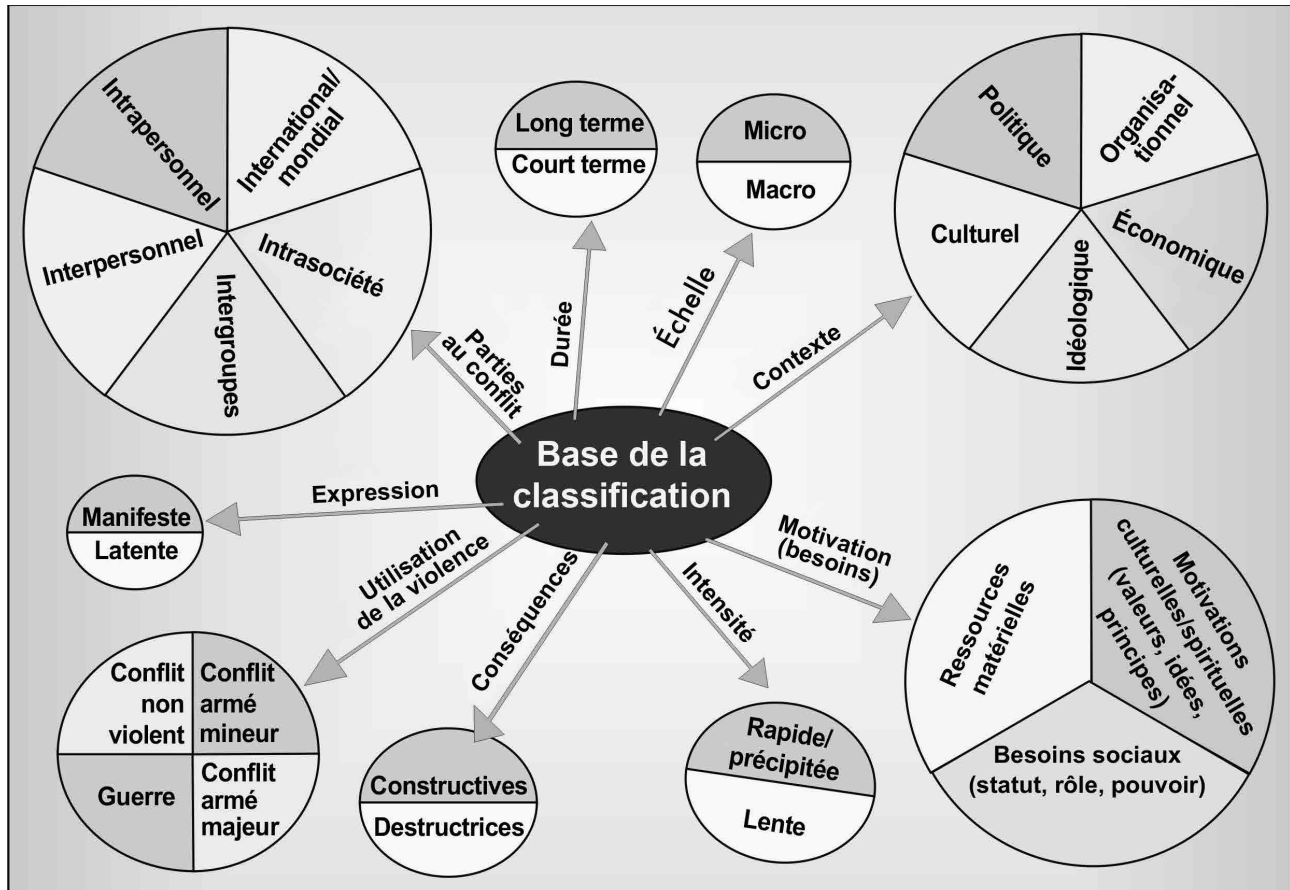 Intrapersonnel
International/
mondial
Intrasociété
Intergroupes
Interpersonnel
Long terme
Court terme
Micro
Macro
Politique
Organisa-
tionnel
Économique
Idéologique
Culturel
Parties
au conflit
Durée
Échelle
Contexte
Base de la
classification
Expression
Manifeste
Latente
Utilisation
de la violence
Conséquences
Intensité
Motivation
(besoins)
Conflit
non
violent
Conflit
armé
mineur
Guerre
Conflit
armé
majeur
Constructives
Destructrices
Rapide/
précipitée
Lente
Ressources
matérielles
Motivations
culturelles/spirituelles
(valeurs, idées,
principes)
Besoins sociaux
(statut, rôle, pouvoir)